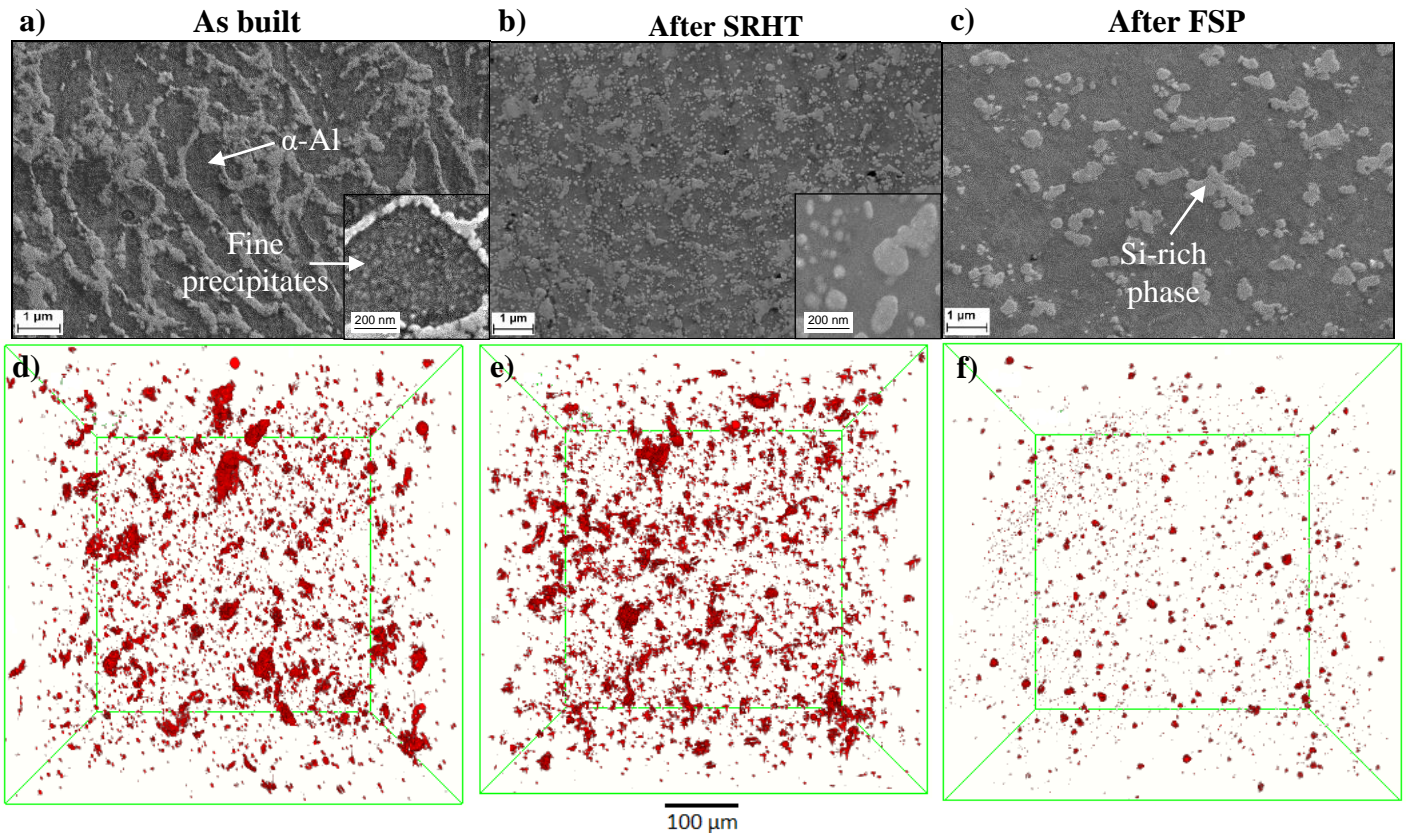 a)
As built
b)
After SRHT
c)
After FSP
α-Al
Fine
precipitates
1 µm
200 nm
1 µm
200 nm
Si-rich
phase
1 µm
d)
e)
f)
100 µm